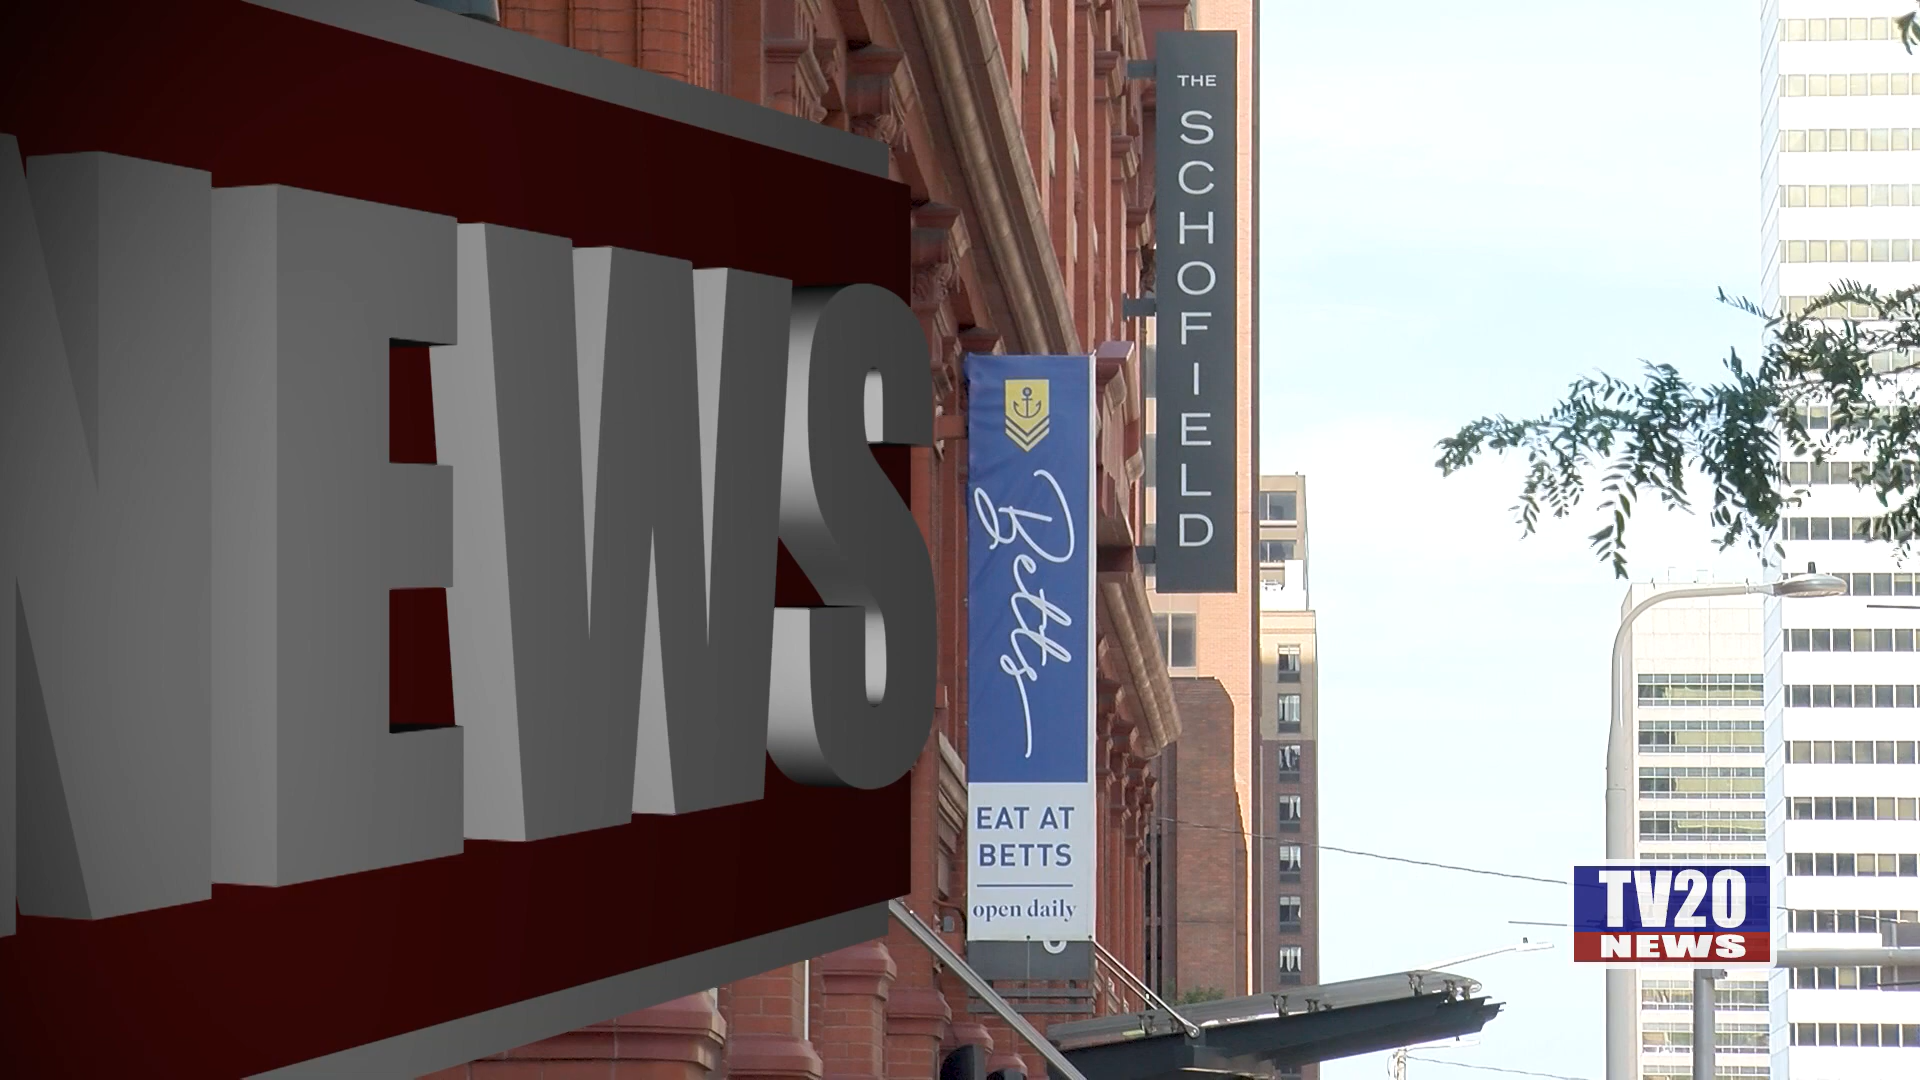 NEWS
THE
SCHOFIELD
Betts
EAT AT
BETTS
open daily
TV20
NEWS